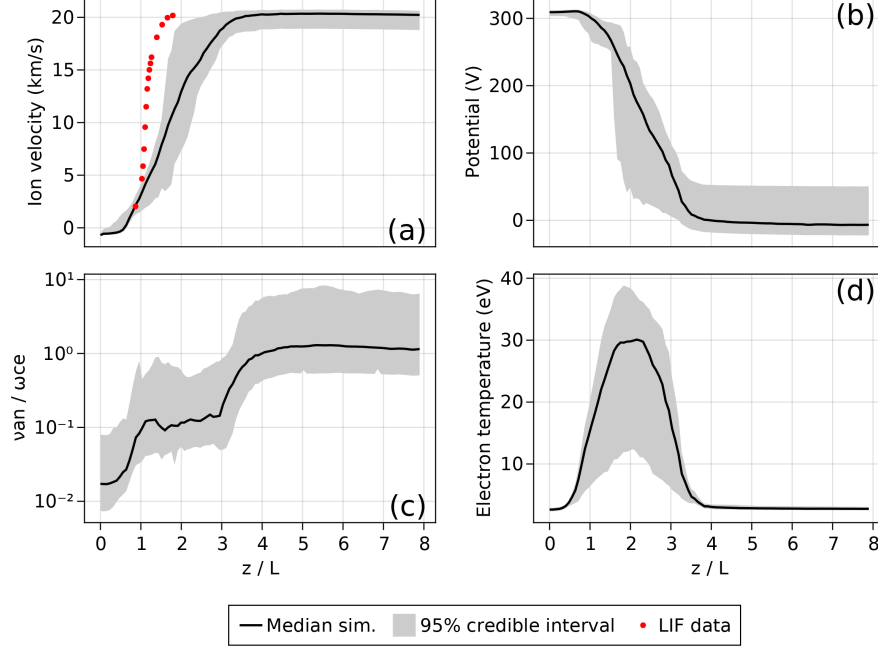 20
15
10
5
0
Ion velocity (km/s)
(a)
300
200
100
0
Potential (V)
(b)
10¹
10⁰
10⁻¹
10⁻²
νan / ωce
(c)
0 1 2 3 4 5 6 7 8
z / L
40
30
20
10
Electron temperature (eV)
(d)
0 1 2 3 4 5 6 7 8
z / L
Median sim. 95% credible interval LIF data